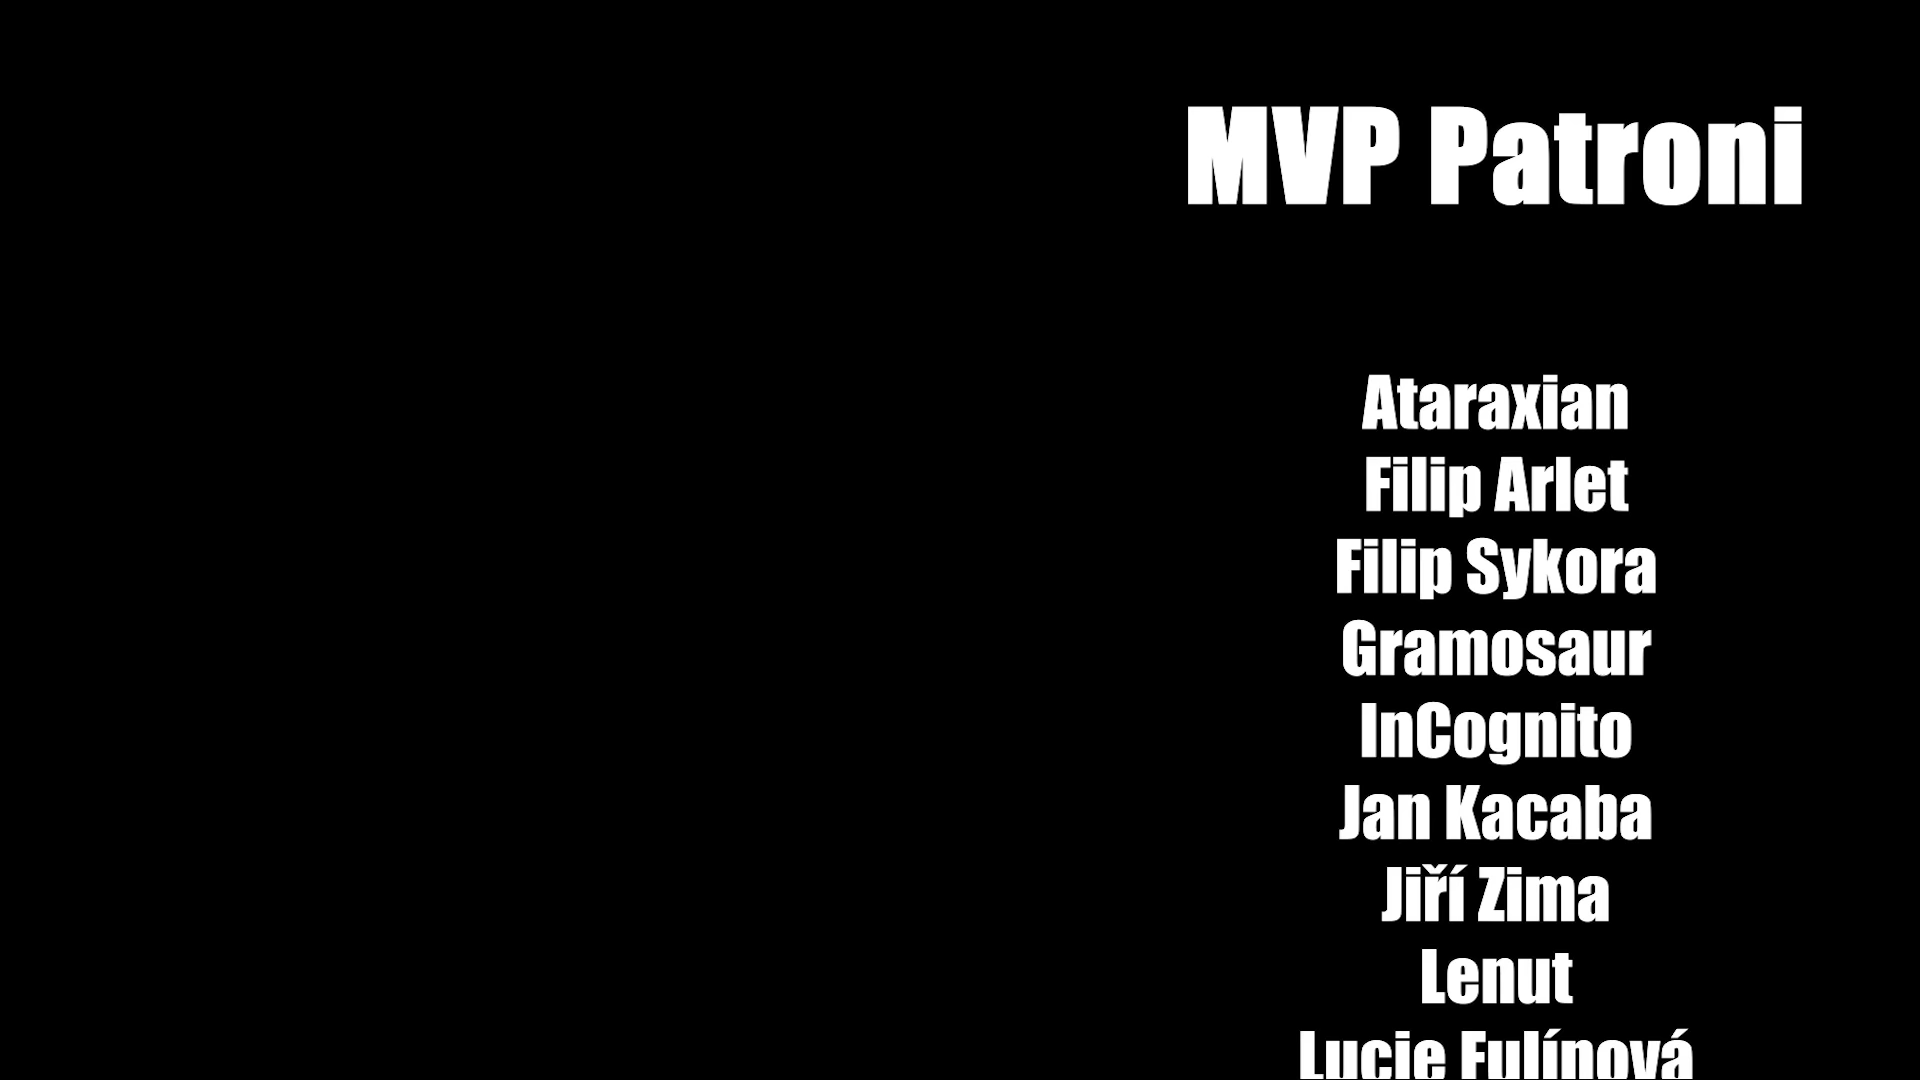 MVP Patroni
Ataraxian
Filip Arlet
Filip Sykora
Gramosaur
InCognito
Jan Kacaba
Jiří Zima
Lenut
Lucie Fulínová